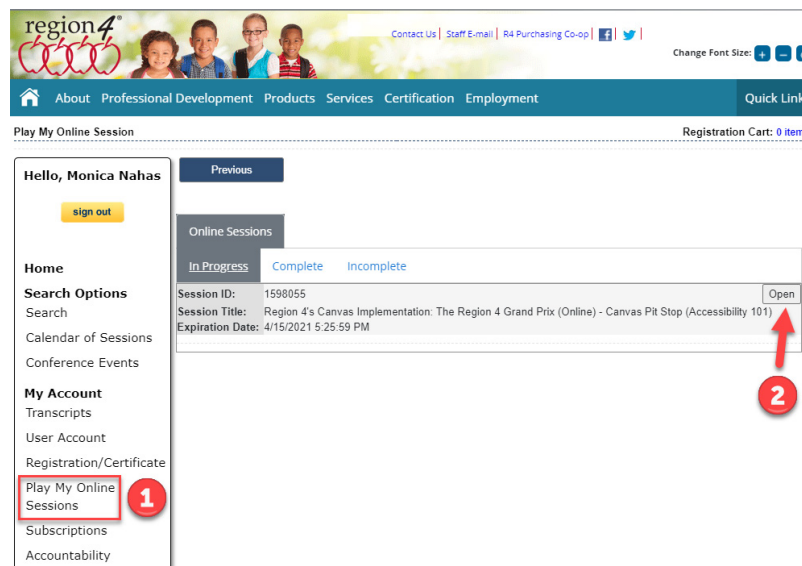 region4
Contact Us | Staff E-mail | R4 Purchasing Co-op |
Change Font Size: + -
About Professional Development Products Services Certification Employment Quick Link
Play My Online Session
Registration Cart: 0 item
Hello, Monica Nahas
sign out
Previous
Online Sessions
In Progress Complete Incomplete
Session ID: 1598055
Open
Session Title: Region 4's Canvas Implementation: The Region 4 Grand Prix (Online) - Canvas Pit Stop (Accessibility 101)
Expiration Date: 4/15/2021 5:25:59 PM
Home
Search Options
Search
Calendar of Sessions
Conference Events
My Account
Transcripts
User Account
Registration/Certificate
Play My Online
Sessions
Subscriptions
Accountability
1
2